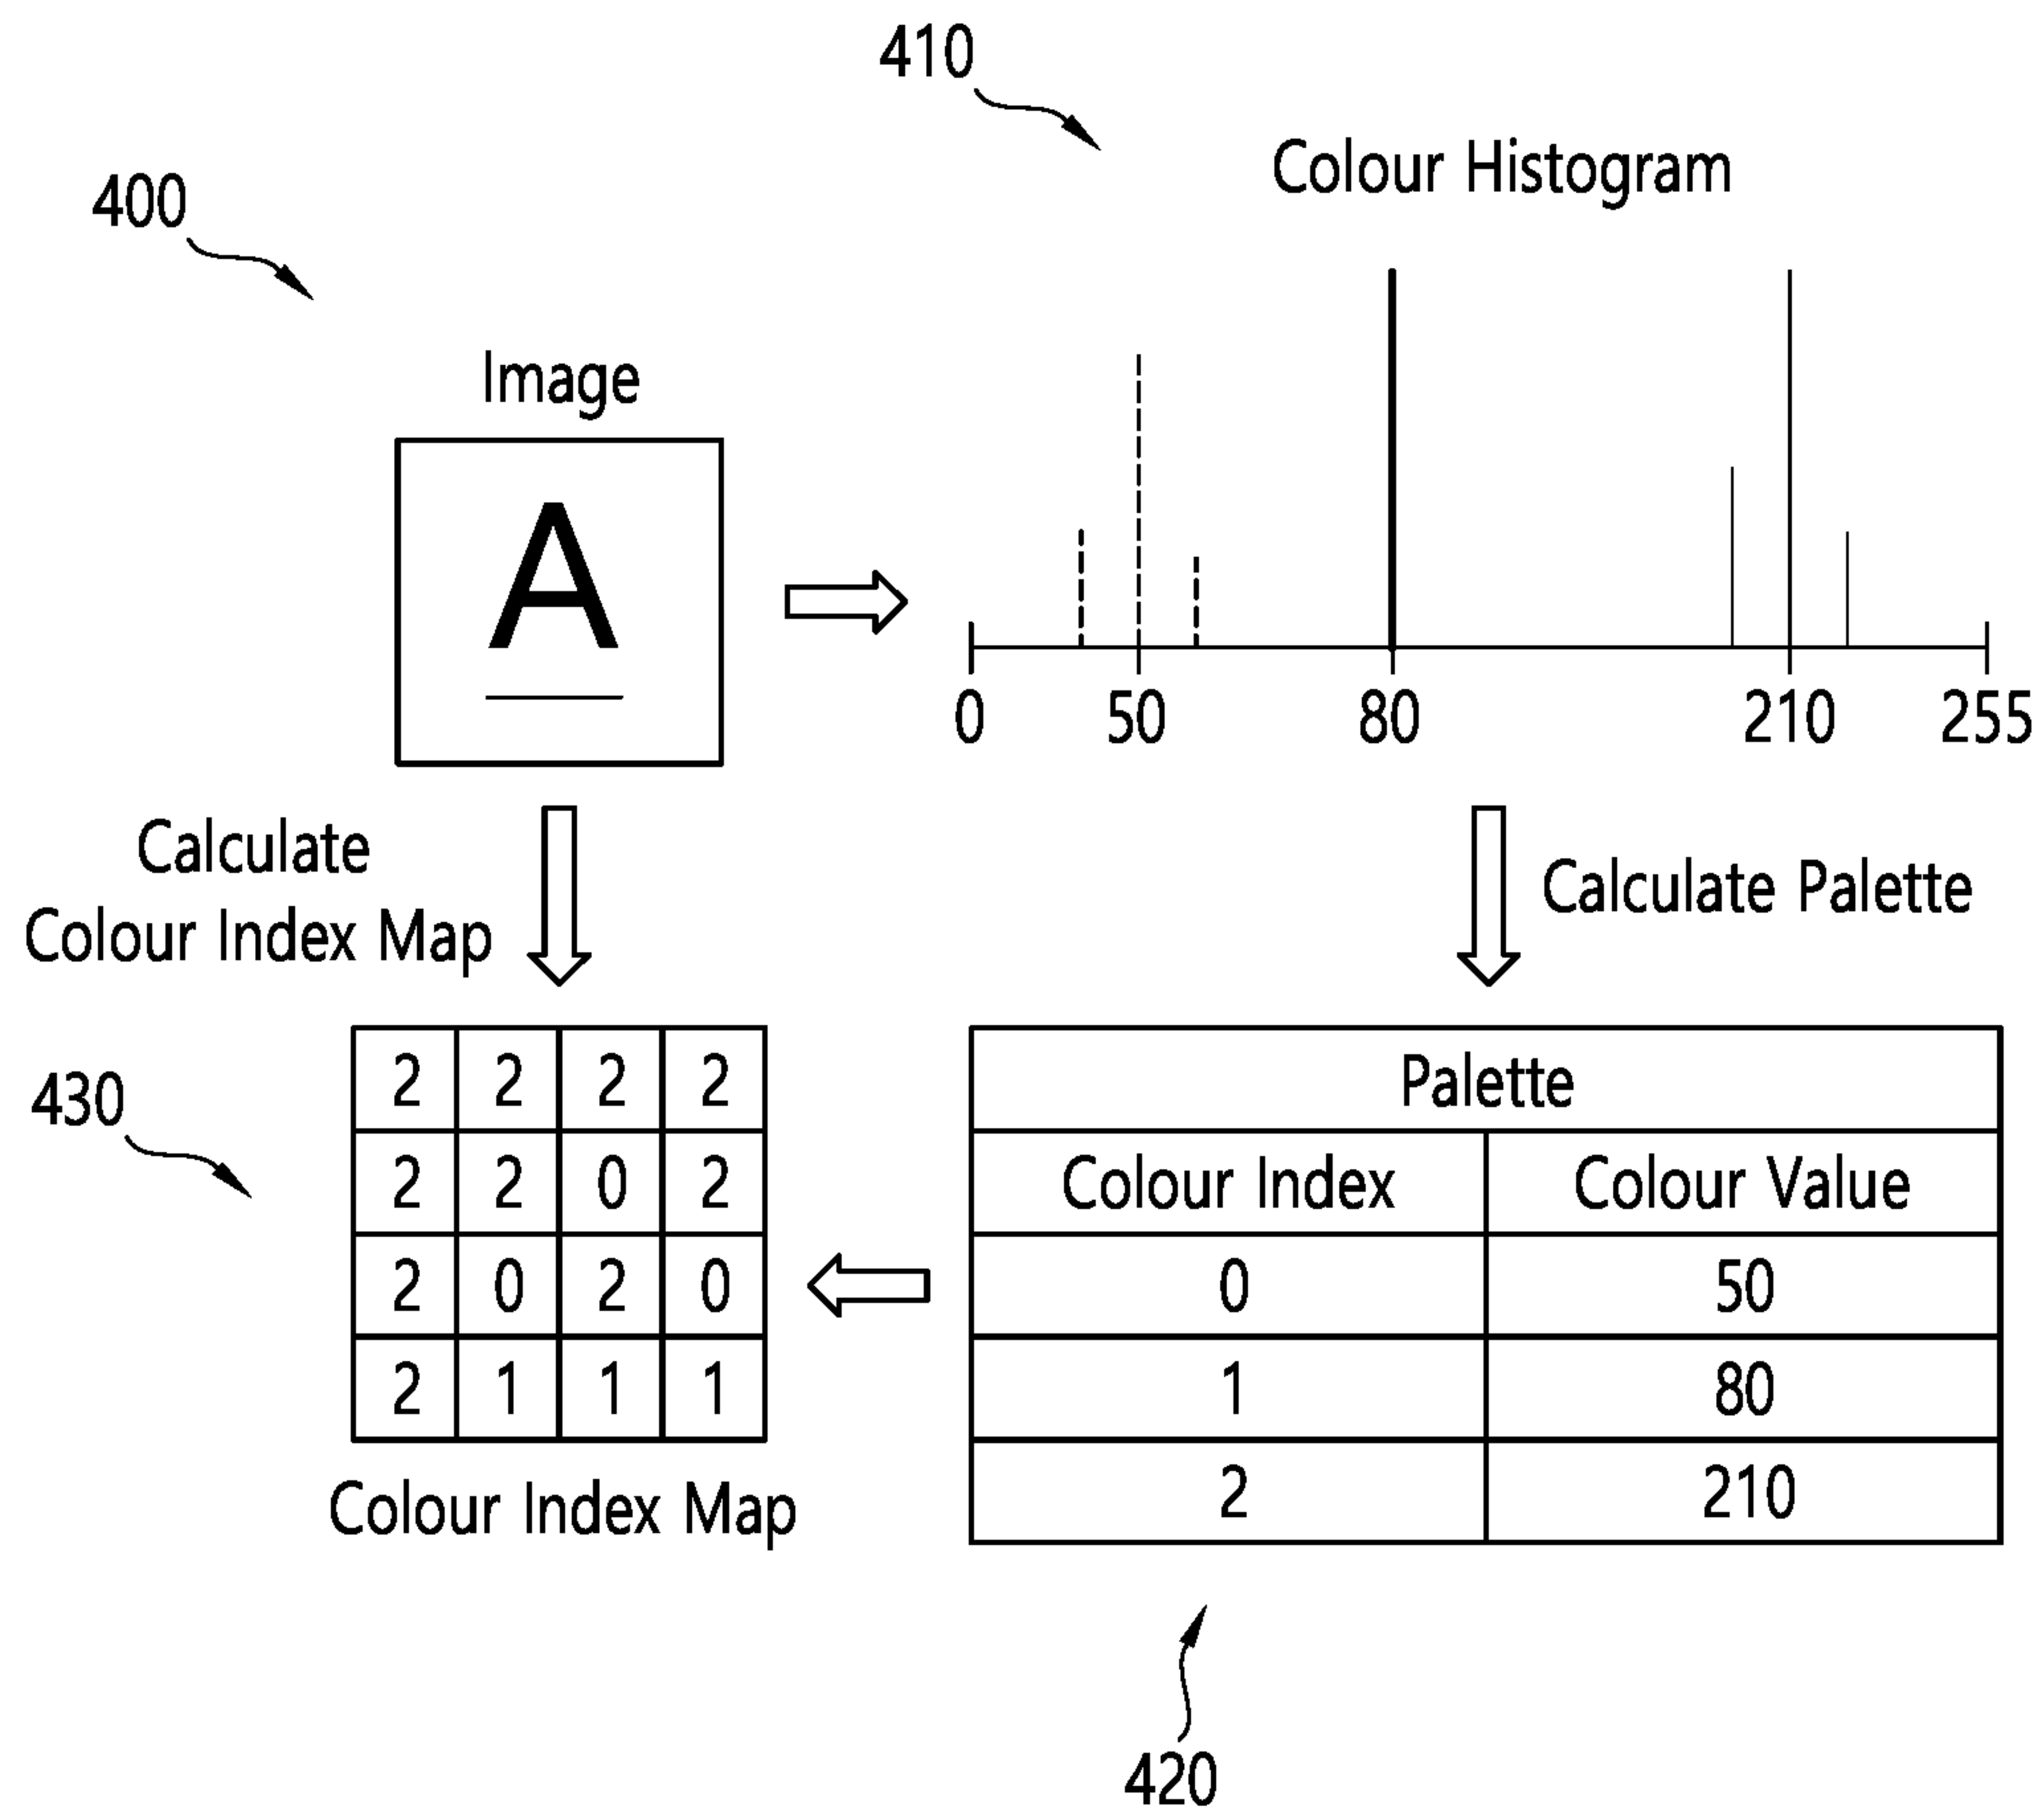 410
Colour Histogram
400
Image
A
0 50 80 210 255
Calculate
Colour Index Map
Calculate Palette
430
2 2 2 2
2 2 0 2
2 0 2 0
2 1 1 1
Colour Index Map
Palette
Colour Index Colour Value
0 50
1 80
2 210
420